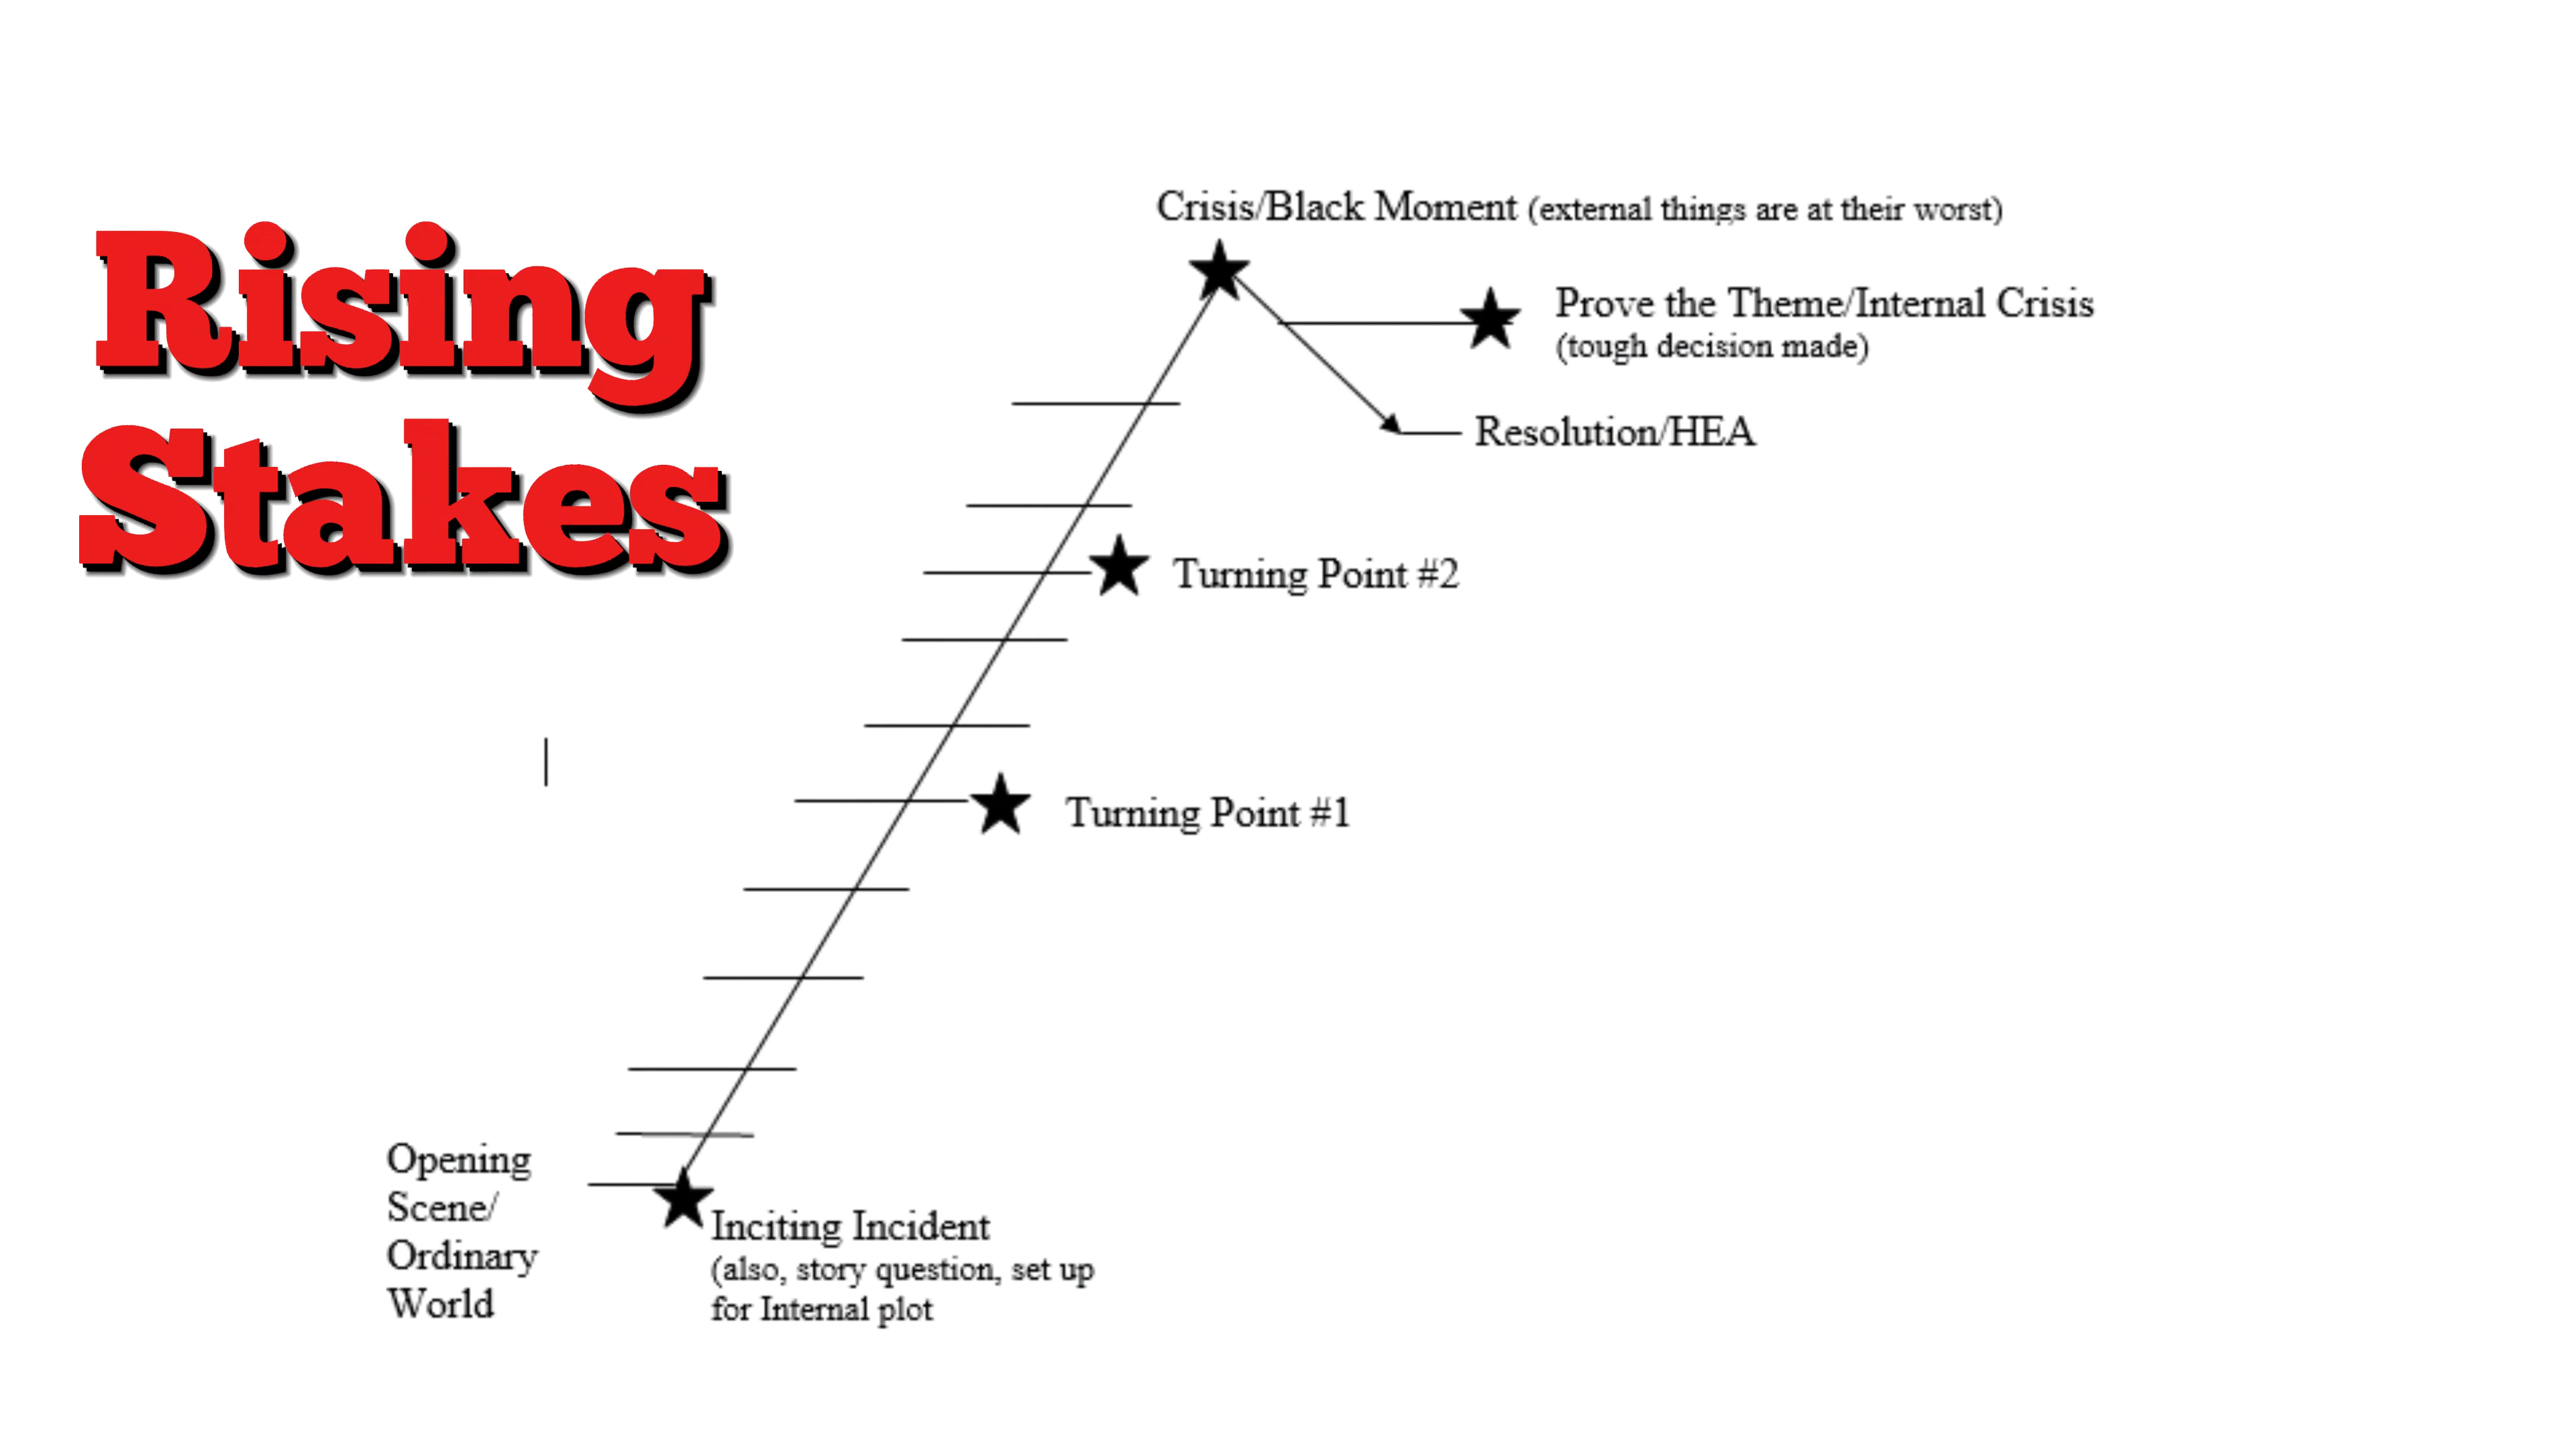 Rising
Stakes
Crisis/Black Moment (external things are at their worst)
Prove the Theme/Internal Crisis
(tough decision made)
Resolution/HEA
Turning Point #2
Turning Point #1
Opening
Scene/
Ordinary
World
Inciting Incident
(also, story question, set up
for Internal plot